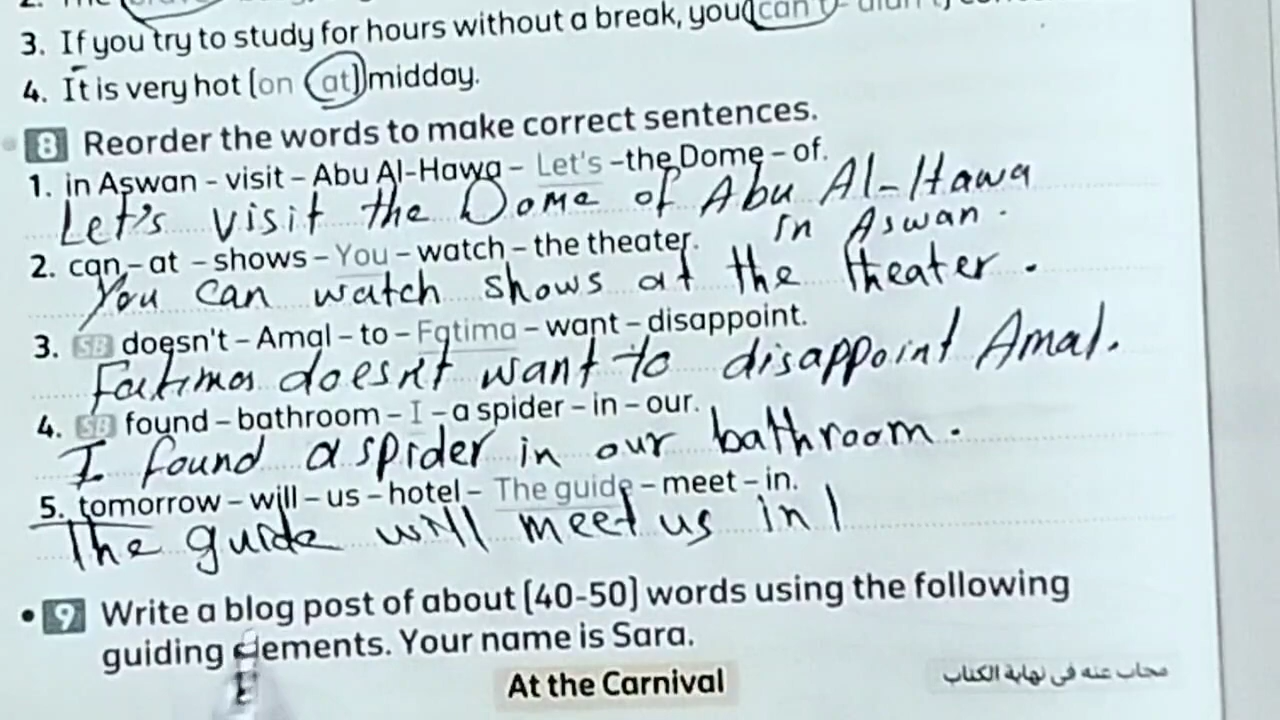 3. If you try to study for hours without a break, you can't - didn't
4. It is very hot [on at] midday.
8 Reorder the words to make correct sentences.
1. in Aswan - visit - Abu Al-Hawa - Let's - the Dome - of.
Let's visit the Dome of Abu Al-Hawa
in Aswan.
2. can - at - shows - You - watch - the theater.
You can watch shows at the theater.
3. SB doesn't - Amal - to - Fatima - want - disappoint.
Fatima doesn't want to disappoint Amal.
4. SB found - bathroom - I - a spider - in - our.
I found a spider in our bathroom.
5. tomorrow - will - us - hotel - The guide - meet - in.
The guide will meet us in
9 Write a blog post of about [40-50] words using the following
guiding elements. Your name is Sara.
At the Carnival
مجاب عنه فى نهاية الكتاب